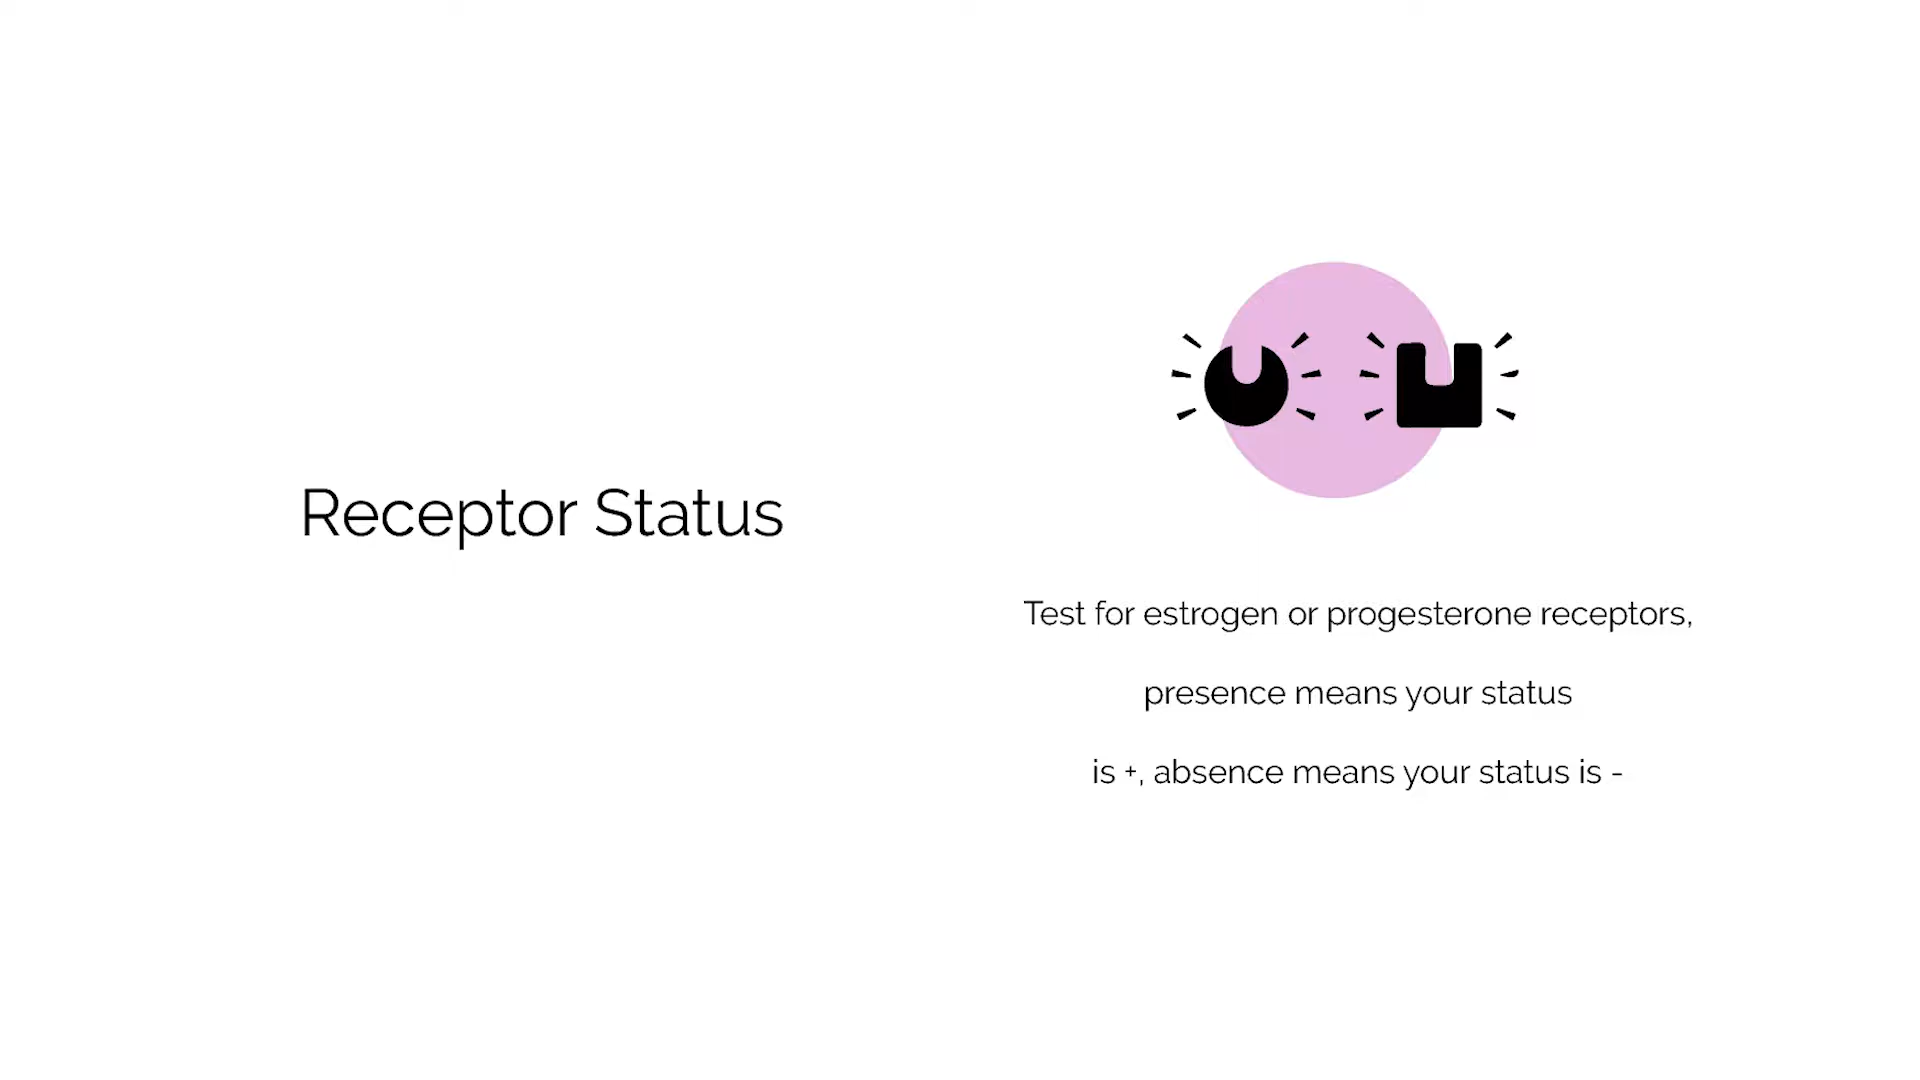 Receptor Status
Test for estrogen or progesterone receptors,
presence means your status
is +, absence means your status is -